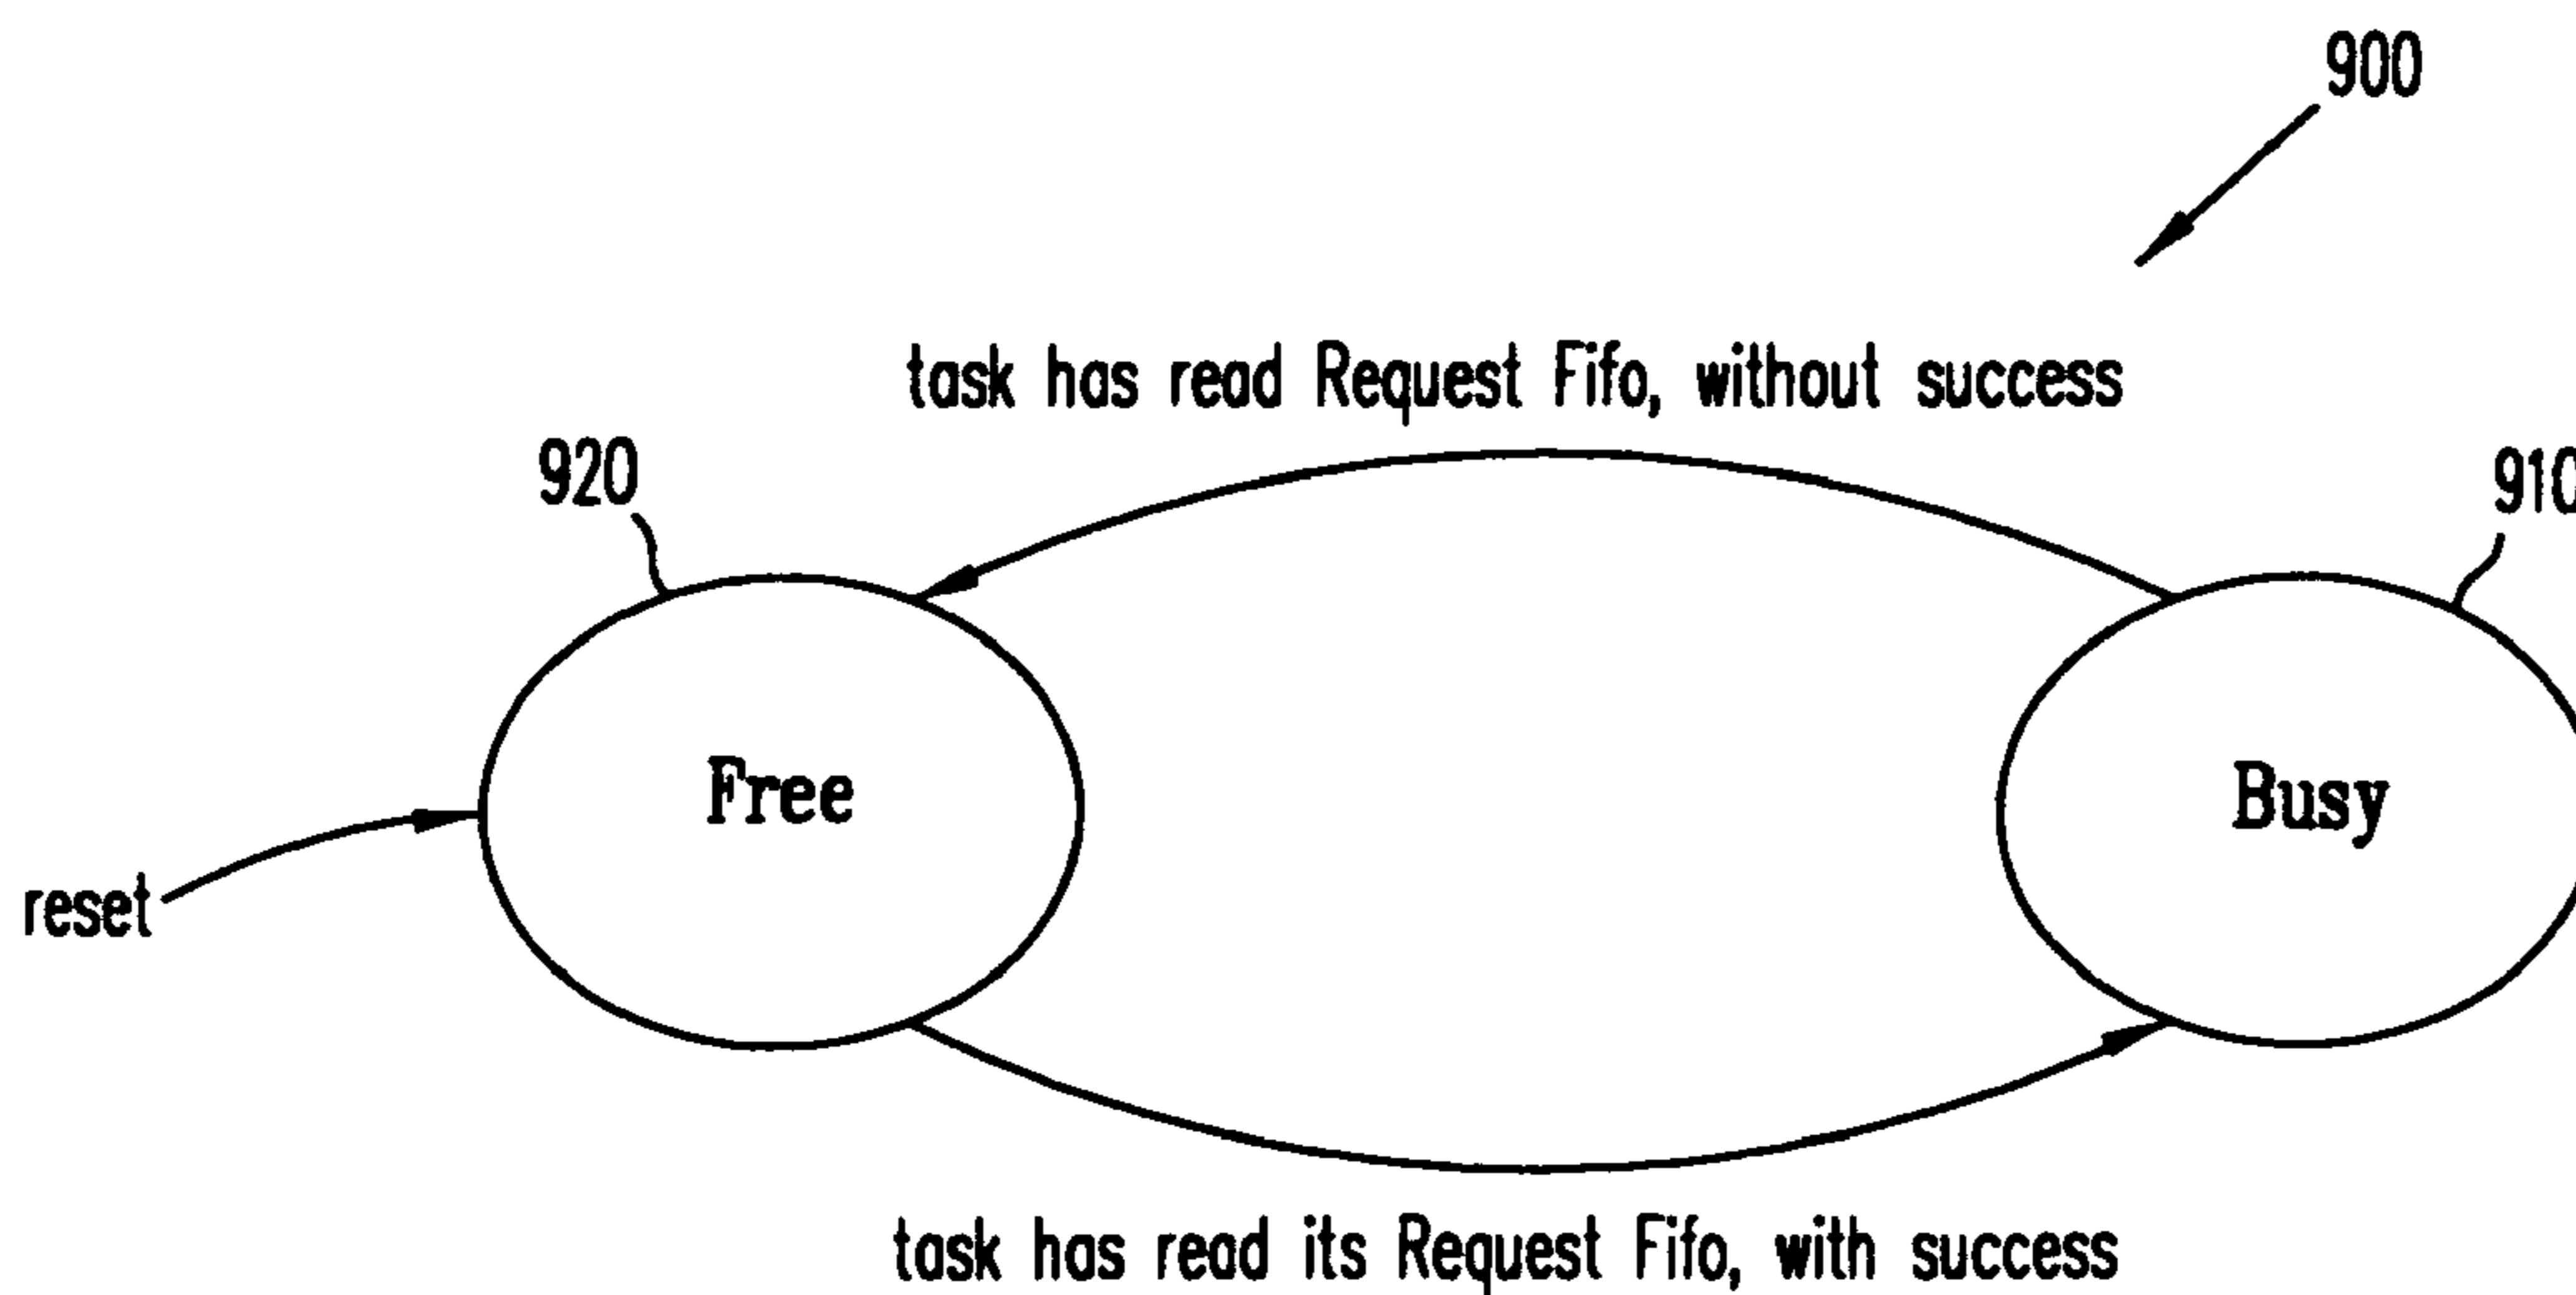 900
task has read Request Fifo, without success
920
910
Free
Busy
reset
task has read its Request Fifo, with success